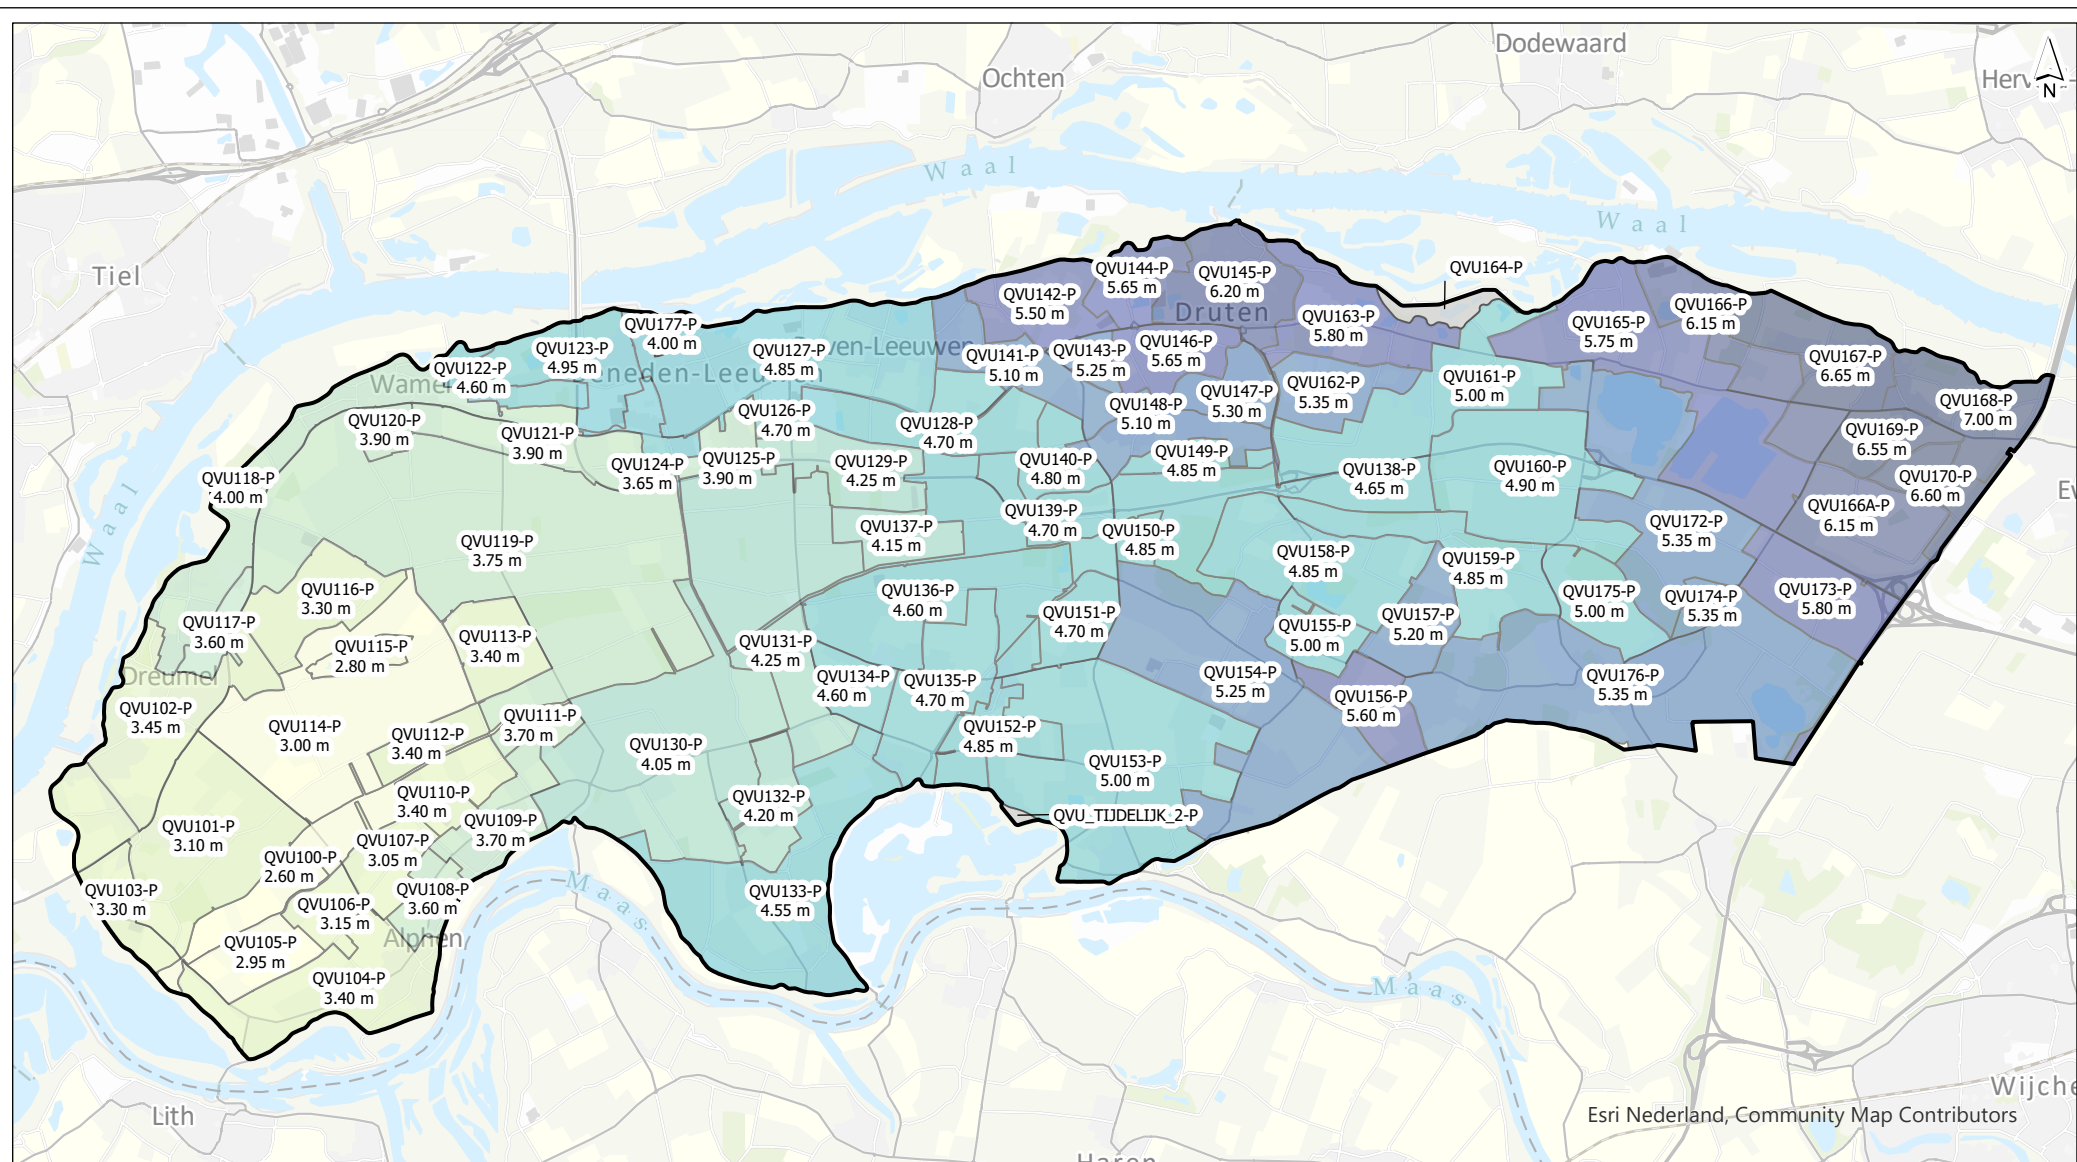 Dodewaard
Ochten
Herv
N
Waal
Waal
Tiel
QVU164-P
QVU144-P
5.65 m
QVU145-P
6.20 m
QVU142-P
5.50 m
Druten
QVU163-P
5.80 m
QVU165-P
5.75 m
QVU166-P
6.15 m
QVU177-P
4.00 m
QVU123-P
4.95 m
QVU127-P
4.85 m
ven-Leeuwen
QVU141-P
5.10 m
QVU143-P
5.25 m
QVU146-P
5.65 m
QVU167-P
6.65 m
QVU122-P
4.60 m
Wame
eneden-Leeuwen
QVU147-P
5.30 m
QVU162-P
5.35 m
QVU161-P
5.00 m
QVU168-P
7.00 m
QVU120-P
3.90 m
QVU121-P
3.90 m
QVU126-P
4.70 m
QVU128-P
4.70 m
QVU148-P
5.10 m
QVU169-P
6.55 m
QVU118-P
4.00 m
QVU124-P
3.65 m
QVU125-P
3.90 m
QVU129-P
4.25 m
QVU140-P
4.80 m
QVU149-P
4.85 m
QVU138-P
4.65 m
QVU160-P
4.90 m
QVU170-P
6.60 m
Waal
QVU119-P
3.75 m
QVU137-P
4.15 m
QVU139-P
4.70 m
QVU150-P
4.85 m
QVU172-P
5.35 m
QVU166A-P
6.15 m
QVU116-P
3.30 m
QVU136-P
4.60 m
QVU158-P
4.85 m
QVU159-P
4.85 m
QVU175-P
5.00 m
QVU174-P
5.35 m
QVU173-P
5.80 m
QVU117-P
3.60 m
QVU115-P
2.80 m
QVU113-P
3.40 m
QVU131-P
4.25 m
QVU151-P
4.70 m
QVU155-P
5.00 m
QVU157-P
5.20 m
Dreumel
QVU134-P
4.60 m
QVU135-P
4.70 m
QVU154-P
5.25 m
QVU156-P
5.60 m
QVU176-P
5.35 m
QVU102-P
3.45 m
QVU114-P
3.00 m
QVU112-P
3.40 m
QVU111-P
3.70 m
QVU130-P
4.05 m
QVU152-P
4.85 m
QVU153-P
5.00 m
QVU110-P
3.40 m
QVU132-P
4.20 m
QVU_TIJDELIJK_2-P
QVU101-P
3.10 m
QVU109-P
3.70 m
QVU107-P
3.05 m
QVU100-P
2.60 m
QVU103-P
3.30 m
QVU108-P
3.60 m
QVU106-P
3.15 m
Maas
QVU133-P
4.55 m
QVU105-P
2.95 m
Alphen
QVU104-P
3.40 m
Maas
Lith
Wijche
Esri Nederland, Community Map Contributors
Haren